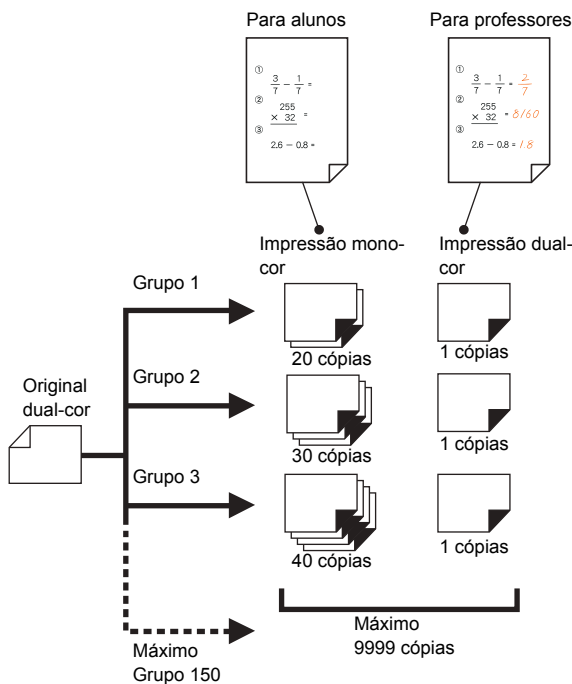 Para alunos
Para professores
① 3/7 − 1/7 =
② 255
× 32 =
③ 2.6 − 0.8 =
① 3/7 − 1/7 = 2/7
② 255
× 32 = 8160
③ 2.6 − 0.8 = 1.8
Impressão mono-
cor
Impressão dual-
cor
Original
dual-cor
Grupo 1
20 cópias
1 cópias
Grupo 2
30 cópias
1 cópias
Grupo 3
40 cópias
1 cópias
Máximo
Grupo 150
Máximo
9999 cópias